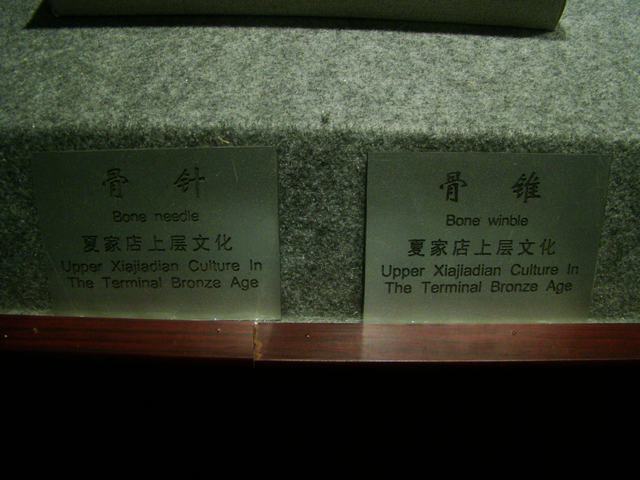 骨 针
Bone needle
夏家店上层文化
Upper Xiajiadian Culture In
The Terminal Bronze Age
骨 锥
Bone winble
夏家店上层文化
Upper Xiajiadian Culture In
The Terminal Bronze Age